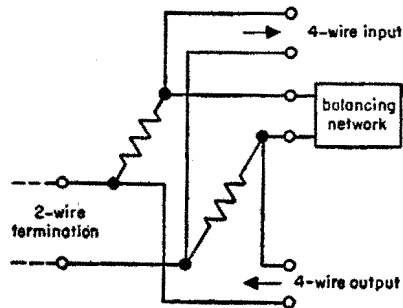 4-wire input
balancing
network
2-wire
termination
4-wire output